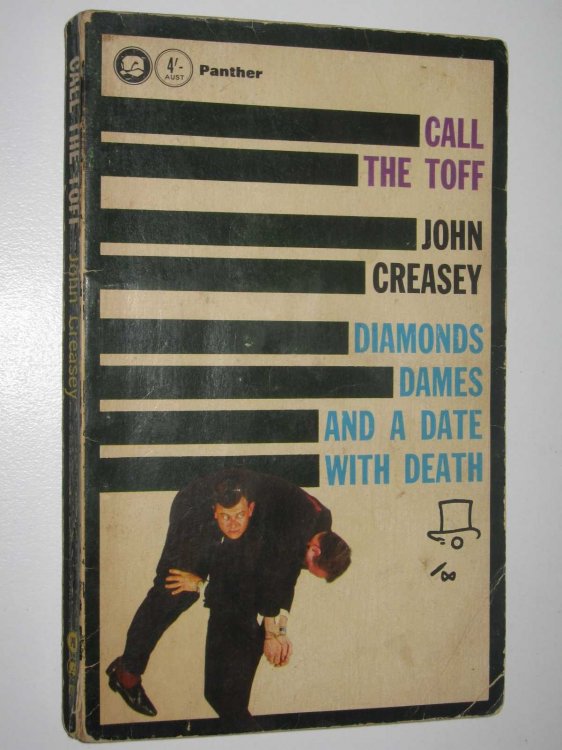 4/-
AUST
Panther
CALL
THE TOFF
JOHN
CREASEY
DIAMONDS
DAMES
AND A DATE
WITH DEATH
CALL THE TOFF John Creasey